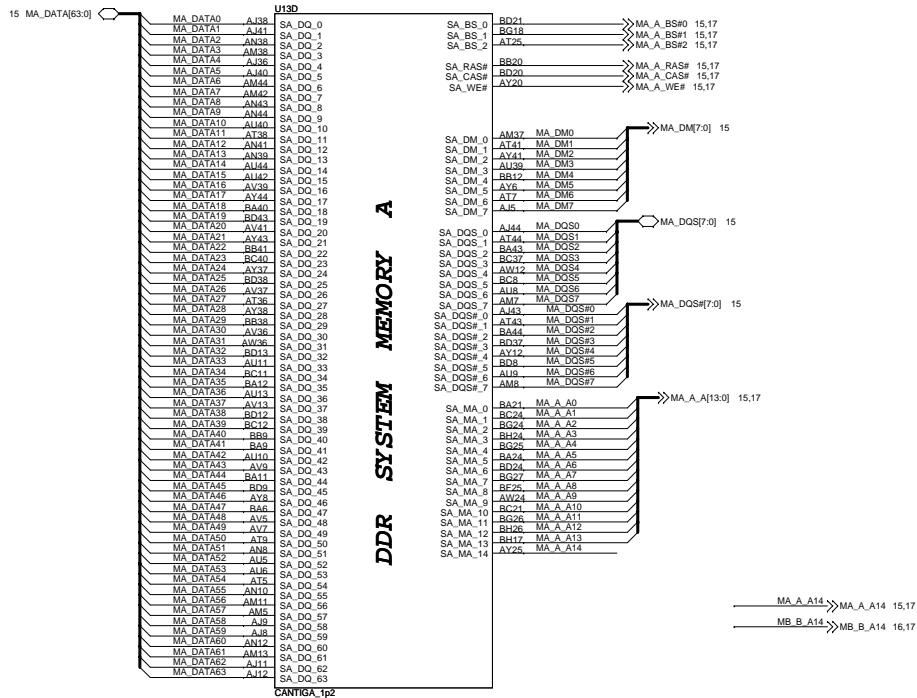 U13D
15 MA_DATA[63:0]
MA_DATA0 AJ38 SA_DQ_0
MA_DATA1 AJ41 SA_DQ_1
MA_DATA2 AN38 SA_DQ_2
MA_DATA3 AM38 SA_DQ_3
MA_DATA4 AJ36 SA_DQ_4
MA_DATA5 AJ40 SA_DQ_5
MA_DATA6 AM44 SA_DQ_6
MA_DATA7 AM42 SA_DQ_7
MA_DATA8 AN43 SA_DQ_8
MA_DATA9 AN44 SA_DQ_9
MA_DATA10 AU40 SA_DQ_10
MA_DATA11 AT38 SA_DQ_11
MA_DATA12 AN41 SA_DQ_12
MA_DATA13 AN39 SA_DQ_13
MA_DATA14 AU44 SA_DQ_14
MA_DATA15 AU42 SA_DQ_15
MA_DATA16 AV39 SA_DQ_16
MA_DATA17 AY44 SA_DQ_17
MA_DATA18 BA40 SA_DQ_18
MA_DATA19 BD43 SA_DQ_19
MA_DATA20 AV41 SA_DQ_20
MA_DATA21 AY43 SA_DQ_21
MA_DATA22 BB41 SA_DQ_22
MA_DATA23 BC40 SA_DQ_23
MA_DATA24 AY37 SA_DQ_24
MA_DATA25 BD38 SA_DQ_25
MA_DATA26 AV37 SA_DQ_26
MA_DATA27 AT36 SA_DQ_27
MA_DATA28 AY38 SA_DQ_28
MA_DATA29 BB38 SA_DQ_29
MA_DATA30 AV36 SA_DQ_30
MA_DATA31 AW36 SA_DQ_31
MA_DATA32 BD13 SA_DQ_32
MA_DATA33 AU11 SA_DQ_33
MA_DATA34 BC11 SA_DQ_34
MA_DATA35 BA12 SA_DQ_35
MA_DATA36 AU13 SA_DQ_36
MA_DATA37 AV13 SA_DQ_37
MA_DATA38 BD12 SA_DQ_38
MA_DATA39 BC12 SA_DQ_39
MA_DATA40 BB9 SA_DQ_40
MA_DATA41 BA9 SA_DQ_41
MA_DATA42 AU10 SA_DQ_42
MA_DATA43 AV9 SA_DQ_43
MA_DATA44 BA11 SA_DQ_44
MA_DATA45 BD9 SA_DQ_45
MA_DATA46 AY8 SA_DQ_46
MA_DATA47 BA6 SA_DQ_47
MA_DATA48 AV5 SA_DQ_48
MA_DATA49 AV7 SA_DQ_49
MA_DATA50 AT9 SA_DQ_50
MA_DATA51 AN8 SA_DQ_51
MA_DATA52 AU5 SA_DQ_52
MA_DATA53 AU6 SA_DQ_53
MA_DATA54 AT5 SA_DQ_54
MA_DATA55 AN10 SA_DQ_55
MA_DATA56 AM11 SA_DQ_56
MA_DATA57 AM5 SA_DQ_57
MA_DATA58 AJ9 SA_DQ_58
MA_DATA59 AJ8 SA_DQ_59
MA_DATA60 AN12 SA_DQ_60
MA_DATA61 AM13 SA_DQ_61
MA_DATA62 AJ11 SA_DQ_62
MA_DATA63 AJ12 SA_DQ_63
CANTIGA_1p2
DDR SYSTEM MEMORY A
SA_BS_0 BD21 MA_A_BS#0 15,17
SA_BS_1 BG18 MA_A_BS#1 15,17
SA_BS_2 AT25 MA_A_BS#2 15,17
SA_RAS# BB20 MA_A_RAS# 15,17
SA_CAS# BD20 MA_A_CAS# 15,17
SA_WE# AY20 MA_A_WE# 15,17
MA_DM[7:0] 15
SA_DM_0 AM37 MA_DM0
SA_DM_1 AT41 MA_DM1
SA_DM_2 AY41 MA_DM2
SA_DM_3 AU39 MA_DM3
SA_DM_4 BB12 MA_DM4
SA_DM_5 AY6 MA_DM5
SA_DM_6 AT7 MA_DM6
SA_DM_7 AJ5 MA_DM7
MA_DQS[7:0] 15
SA_DQS_0 AJ44 MA_DQS0
SA_DQS_1 AT44 MA_DQS1
SA_DQS_2 BA43 MA_DQS2
SA_DQS_3 BC37 MA_DQS3
SA_DQS_4 AW12 MA_DQS4
SA_DQS_5 BC8 MA_DQS5
SA_DQS_6 AU8 MA_DQS6
SA_DQS_7 AM7 MA_DQS7
MA_DQS#[7:0] 15
SA_DQS#_0 AJ43 MA_DQS#0
SA_DQS#_1 AT43 MA_DQS#1
SA_DQS#_2 BA44 MA_DQS#2
SA_DQS#_3 BD37 MA_DQS#3
SA_DQS#_4 AY12 MA_DQS#4
SA_DQS#_5 BD8 MA_DQS#5
SA_DQS#_6 AU9 MA_DQS#6
SA_DQS#_7 AM8 MA_DQS#7
MA_A_A[13:0] 15,17
SA_MA_0 BA21 MA_A_A0
SA_MA_1 BC24 MA_A_A1
SA_MA_2 BG24 MA_A_A2
SA_MA_3 BH24 MA_A_A3
SA_MA_4 BG25 MA_A_A4
SA_MA_5 BA24 MA_A_A5
SA_MA_6 BD24 MA_A_A6
SA_MA_7 BG27 MA_A_A7
SA_MA_8 BF25 MA_A_A8
SA_MA_9 AW24 MA_A_A9
SA_MA_10 BC21 MA_A_A10
SA_MA_11 BG26 MA_A_A11
SA_MA_12 BH26 MA_A_A12
SA_MA_13 BH17 MA_A_A13
SA_MA_14 AY25 MA_A_A14
MA_A_A14 MA_A_A14 15,17
MB_B_A14 MB_B_A14 16,17